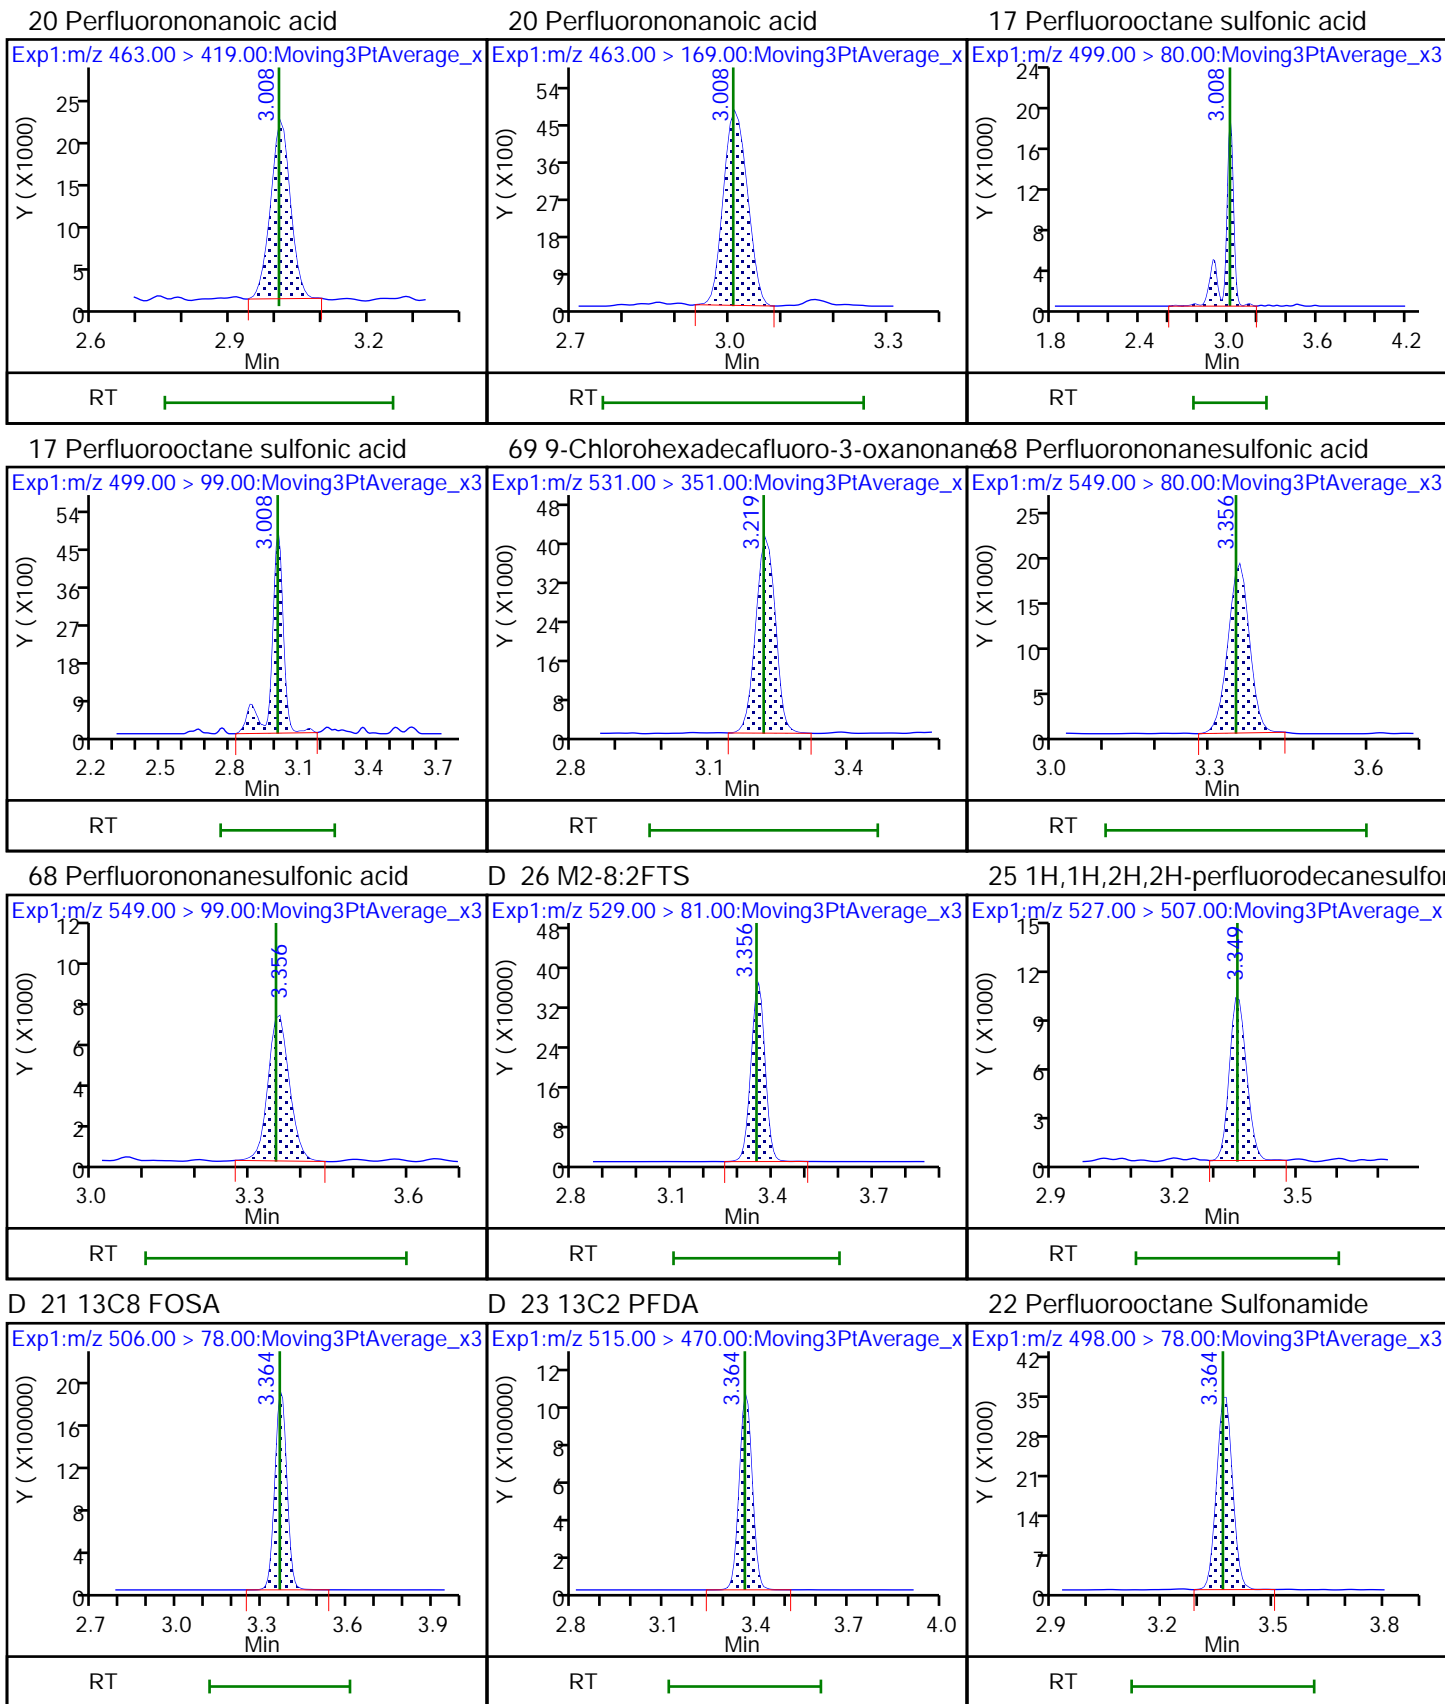 20 Perfluorononanoic acid
Exp1:m/z 463.00 > 419.00:Moving3PtAverage_x
3.008
Y ( X1000)
25
20
15
10
5
0
2.6 2.9 3.2
Min
RT
20 Perfluorononanoic acid
Exp1:m/z 463.00 > 169.00:Moving3PtAverage_x
3.008
Y ( X100)
54
45
36
27
18
9
0
2.7 3.0 3.3
Min
RT
17 Perfluorooctane sulfonic acid
Exp1:m/z 499.00 > 80.00:Moving3PtAverage_x3
3.008
Y ( X1000)
24
20
16
12
8
4
0
1.8 2.4 3.0 3.6 4.2
Min
RT
17 Perfluorooctane sulfonic acid
Exp1:m/z 499.00 > 99.00:Moving3PtAverage_x3
3.008
Y ( X100)
54
45
36
27
18
9
0
2.2 2.5 2.8 3.1 3.4 3.7
Min
RT
69 9-Chlorohexadecafluoro-3-oxanonane
Exp1:m/z 531.00 > 351.00:Moving3PtAverage_x
3.219
Y ( X1000)
48
40
32
24
16
8
0
2.8 3.1 3.4
Min
RT
68 Perfluorononanesulfonic acid
Exp1:m/z 549.00 > 80.00:Moving3PtAverage_x3
3.356
Y ( X1000)
25
20
15
10
5
0
3.0 3.3 3.6
Min
RT
68 Perfluorononanesulfonic acid
Exp1:m/z 549.00 > 99.00:Moving3PtAverage_x3
3.356
Y ( X1000)
12
10
8
6
4
2
0
3.0 3.3 3.6
Min
RT
D 26 M2-8:2FTS
Exp1:m/z 529.00 > 81.00:Moving3PtAverage_x3
3.356
Y ( X10000)
48
40
32
24
16
8
0
2.8 3.1 3.4 3.7
Min
RT
25 1H,1H,2H,2H-perfluorodecanesulfon
Exp1:m/z 527.00 > 507.00:Moving3PtAverage_x
3.349
Y ( X1000)
15
12
9
6
3
0
2.9 3.2 3.5
Min
RT
D 21 13C8 FOSA
Exp1:m/z 506.00 > 78.00:Moving3PtAverage_x3
3.364
Y ( X100000)
20
16
12
8
4
0
2.7 3.0 3.3 3.6 3.9
Min
RT
D 23 13C2 PFDA
Exp1:m/z 515.00 > 470.00:Moving3PtAverage_x
3.364
Y ( X100000)
12
10
8
6
4
2
0
2.8 3.1 3.4 3.7 4.0
Min
RT
22 Perfluorooctane Sulfonamide
Exp1:m/z 498.00 > 78.00:Moving3PtAverage_x3
3.364
Y ( X1000)
42
35
28
21
14
7
0
2.9 3.2 3.5 3.8
Min
RT